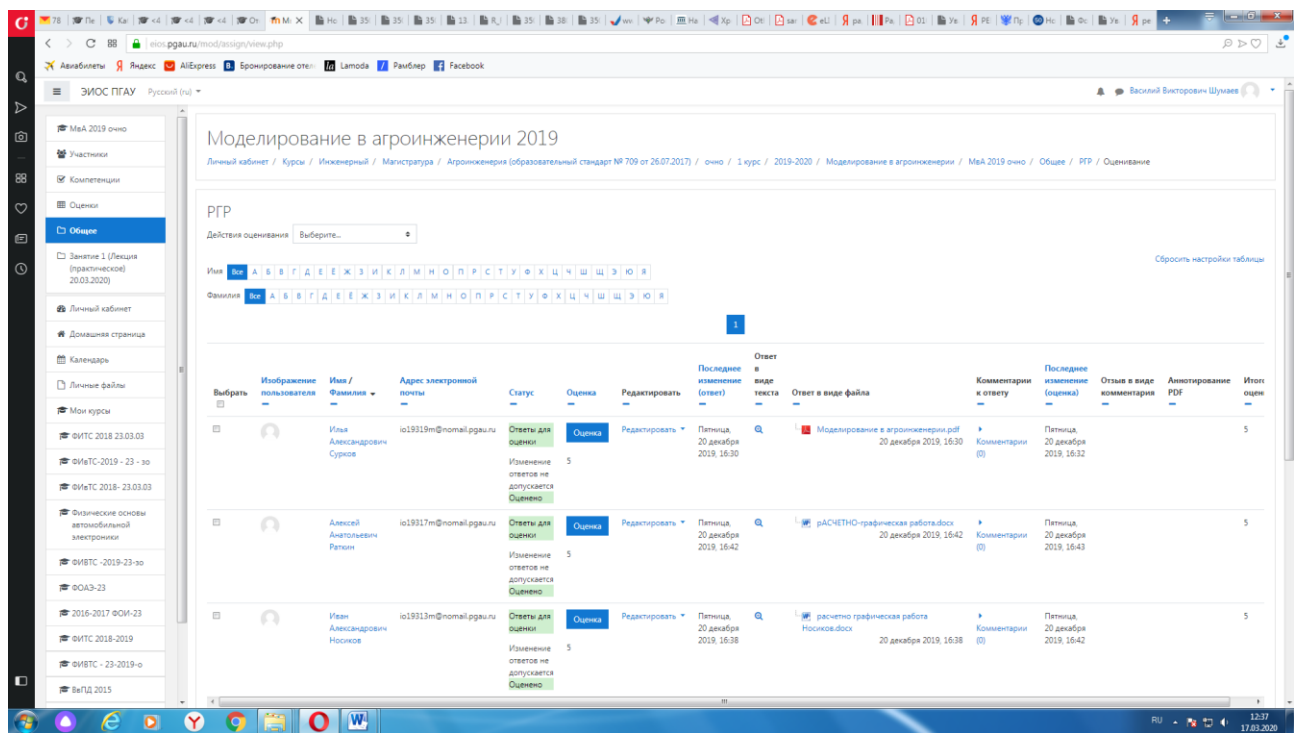 eios.pgau.ru/mod/assign/view.php
Авиабилеты Яндекс AliExpress Бронирование отел Lamoda Рамблер Facebook
ЭИОС ПГАУ Русский (ru)
Василий Викторович Шумаев
МвА 2019 очно
Участники
Компетенции
Оценки
Общее
Занятие 1 (Лекция
(практическое)
20.03.2020)
Личный кабинет
Домашняя страница
Календарь
Личные файлы
Мои курсы
ФИТС 2018 23.03.03
ФИвТС-2019 - 23 - зо
ФИвТС 2018- 23.03.03
Физические основы
автомобильной
электроники
ФИВТС -2019-23-зо
ФОАЭ-23
2016-2017 ФОИ-23
ФИТС 2018-2019
ФИВТС - 23-2019-о
ВвПД 2015
Моделирование в агроинженерии 2019
Личный кабинет / Курсы / Инженерный / Магистратура / Агроинженерия (образовательный стандарт № 709 от 26.07.2017) / очно / 1 курс / 2019-2020 / Моделирование в агроинженерии / МвА 2019 очно / Общее / РГР / Оценивание
РГР
Действия оценивания Выберите...
Сбросить настройки таблицы
Имя Все А Б В Г Д Е Ё Ж З И К Л М Н О П Р С Т У Ф Х Ц Ч Ш Щ Э Ю Я
Фамилия Все А Б В Г Д Е Ё Ж З И К Л М Н О П Р С Т У Ф Х Ц Ч Ш Щ Э Ю Я
1
Выбрать
Изображение
пользователя
Имя /
Фамилия
Адрес электронной
почты
Статус
Оценка
Редактировать
Последнее
изменение
(ответ)
Ответ
в
виде
текста
Ответ в виде файла
Комментарии
к ответу
Последнее
изменение
(оценка)
Отзыв в виде
комментария
Аннотирование
PDF
Итого
оцен
Илья
Александрович
Сурков
io19319m@nomail.pgau.ru
Ответы для
оценки
Изменение
ответов не
допускается
Оценено
Оценка
5
Редактировать
Пятница,
20 декабря
2019, 16:30
Моделирование в агроинженерии.pdf
20 декабря 2019, 16:30
Комментарии
(0)
Пятница,
20 декабря
2019, 16:32
5
Алексей
Анатольевич
Раткин
io19317m@nomail.pgau.ru
Ответы для
оценки
Изменение
ответов не
допускается
Оценено
Оценка
5
Редактировать
Пятница,
20 декабря
2019, 16:42
рАСЧЕТНО-графическая работа.docx
20 декабря 2019, 16:42
Комментарии
(0)
Пятница,
20 декабря
2019, 16:43
5
Иван
Александрович
Носиков
io19313m@nomail.pgau.ru
Ответы для
оценки
Изменение
ответов не
допускается
Оценено
Оценка
5
Редактировать
Пятница,
20 декабря
2019, 16:38
расчетно графическая работа
Носиков.docx
20 декабря 2019, 16:38
Комментарии
(0)
Пятница,
20 декабря
2019, 16:42
5
RU
12:37
17.03.2020